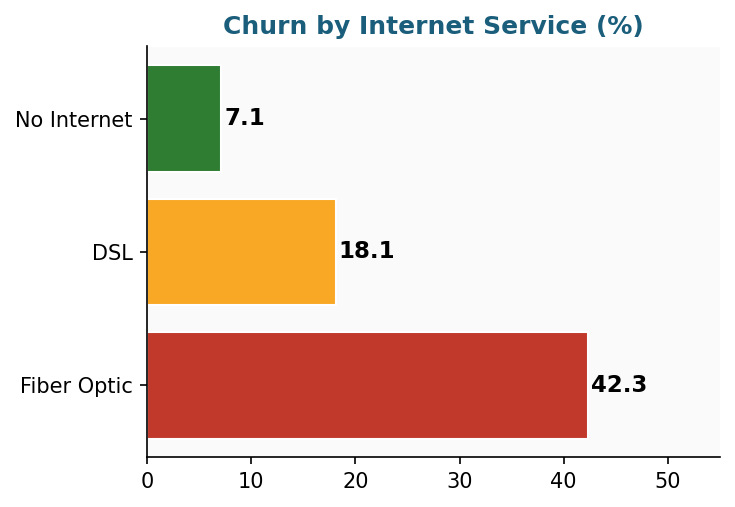 Churn by Internet Service (%)
No Internet
7.1
DSL
18.1
Fiber Optic
42.3
0 10 20 30 40 50